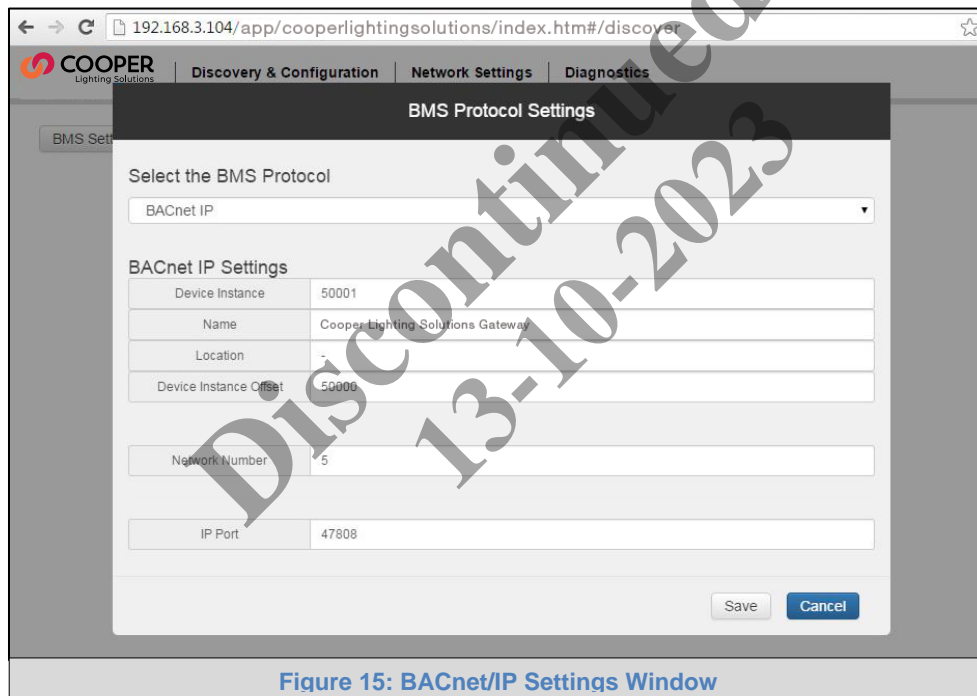 192.168.3.104/app/cooperlightingsolutions/index.htm#/discover
COOPER
Lighting Solutions
Discovery & Configuration
Network Settings
Diagnostics
BMS Protocol Settings
BMS Sett
Select the BMS Protocol
BACnet IP
BACnet IP Settings
Device Instance 50001
Name Cooper Lighting Solutions Gateway
Location -
Device Instance Offset 50000
Network Number 5
IP Port 47808
Save Cancel
Discontinued
13-10-2023
Figure 15: BACnet/IP Settings Window